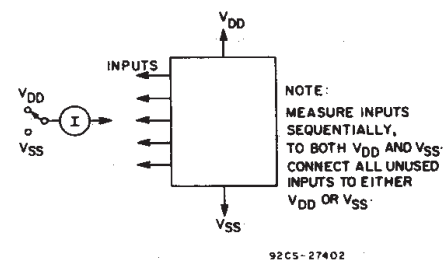 VDD
INPUTS
VDD
I
VSS
NOTE:
MEASURE INPUTS
SEQUENTIALLY,
TO BOTH VDD AND VSS.
CONNECT ALL UNUSED
INPUTS TO EITHER
VDD OR VSS.
VSS
92CS-27402